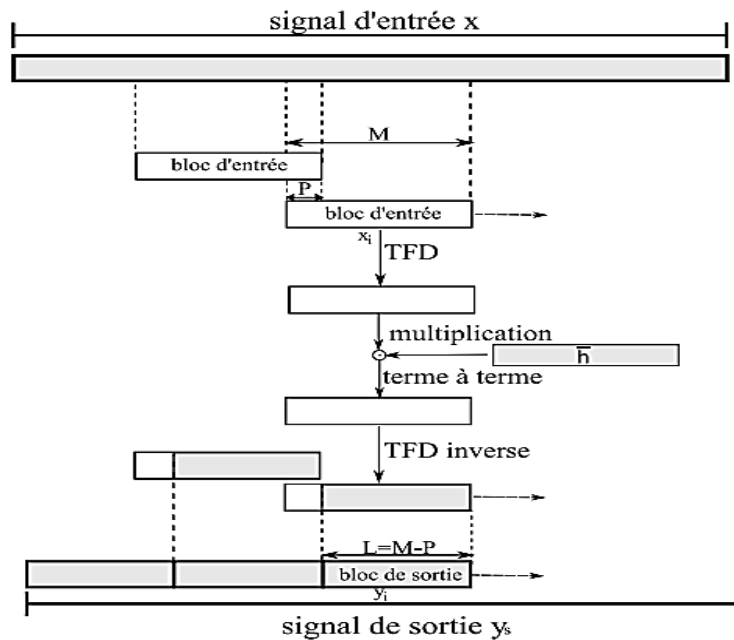 signal d'entrée x
M
bloc d'entrée
P
bloc d'entrée
x_i
TFD
multiplication
h̅
terme à terme
TFD inverse
L=M-P
bloc de sortie
y_i
signal de sortie y_s